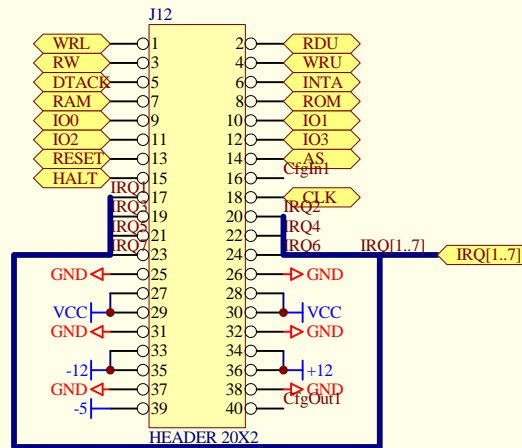 J12
WRL 1 2 RDU
RW 3 4 WRU
DTACK 5 6 INTA
RAM 7 8 ROM
IO0 9 10 IO1
IO2 11 12 IO3
RESET 13 14 AS
HALT 15 16 CfgIn1
IRQ1 17 18 CLK
IRQ3 19 20 IRQ2
IRQ5 21 22 IRQ4
IRQ7 23 24 IRQ6 IRQ[1..7] IRQ[1..7]
GND 25 26 GND
27 28
VCC 29 30 VCC
GND 31 32 GND
33 34
-12 35 36 +12
GND 37 38 GND
-5 39 40 CfgOut1
HEADER 20X2